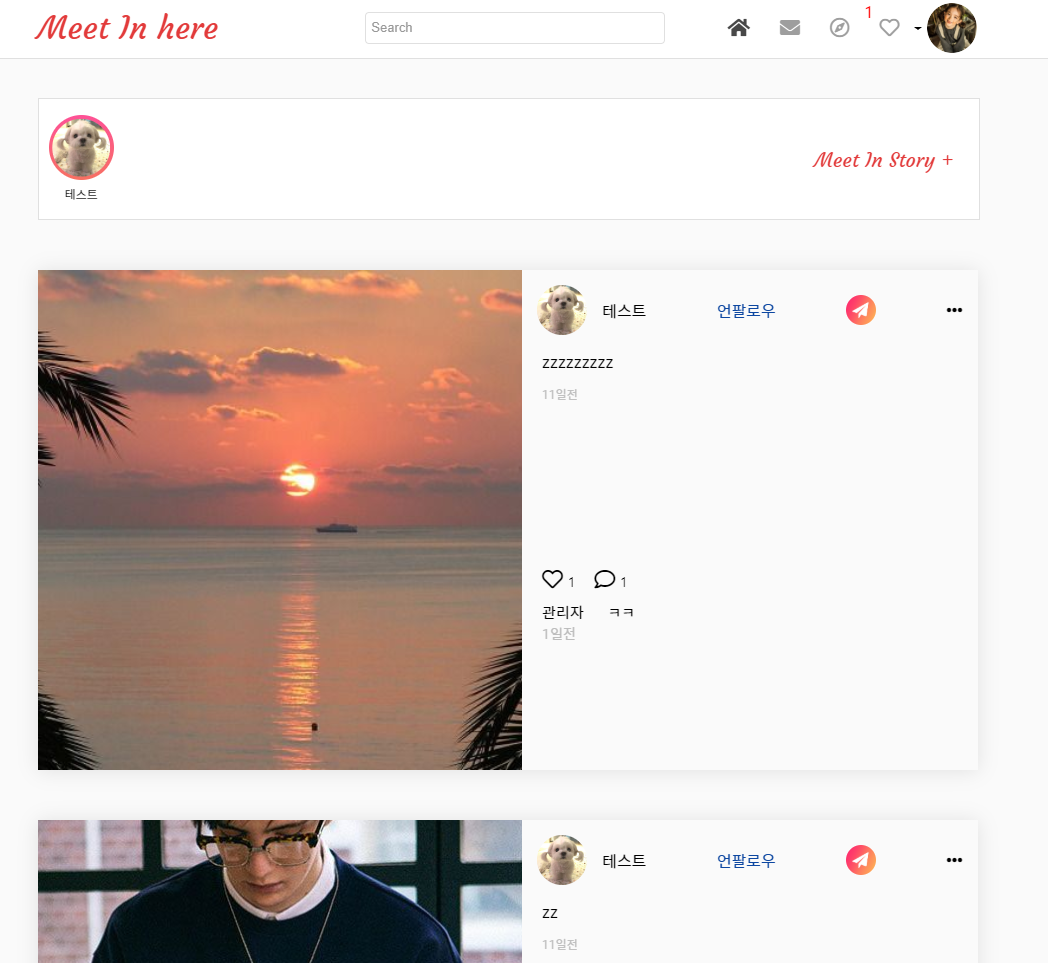 Meet In here
Search
1
테스트
Meet In Story +
테스트 언팔로우
zzzzzzzzz
11일전
1 1
관리자 ㅋㅋ
1일전
테스트 언팔로우
zz
11일전